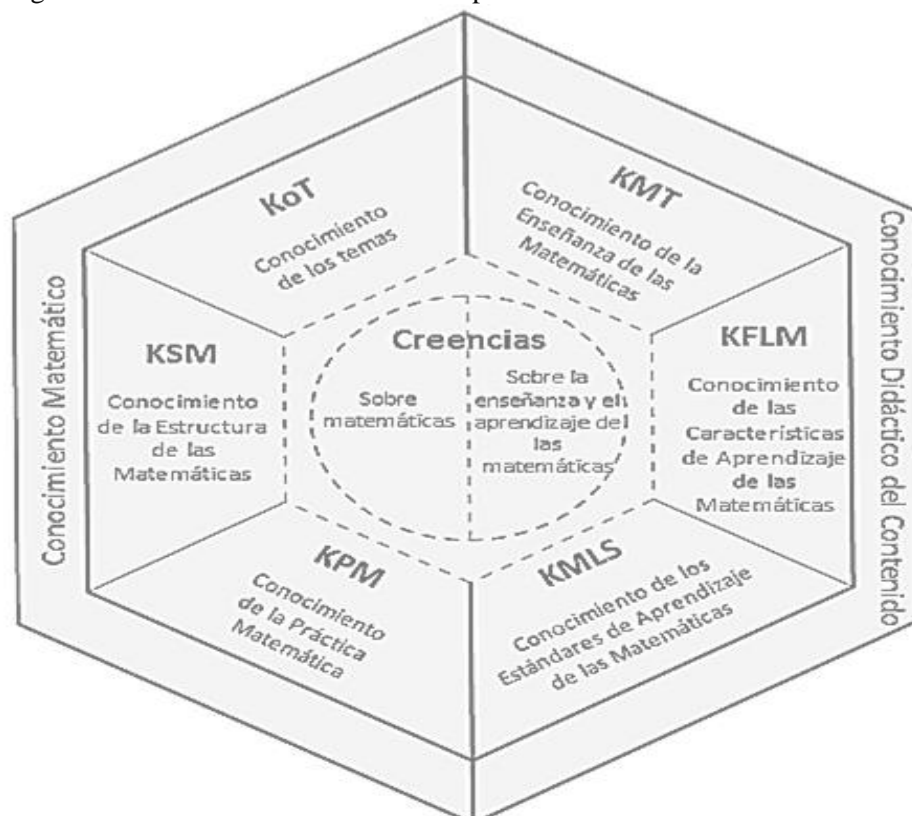 Conocimiento Matemático
KoT
Conocimiento
de los temas
KMT
Conocimiento de la
Enseñanza de las
Matemáticas
KSM
Conocimiento
de la Estructura
de las
Matemáticas
Creencias
Sobre
matemáticas
Sobre la
enseñanza y el
aprendizaje de
las
matemáticas
KFLM
Conocimiento
de las
Características
de Aprendizaje
de las
Matemáticas
KPM
Conocimiento
de la Práctica
Matemática
KMLS
Conocimiento de los
Estándares de Aprendizaje
de las Matemáticas
Conocimiento Didáctico del Contenido